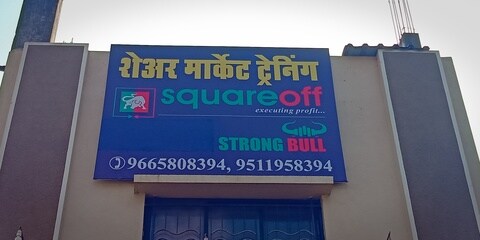 शेअर मार्केट ट्रेनिंग
squareoff
executing profit...
STRONG BULL
9665808394, 9511958394